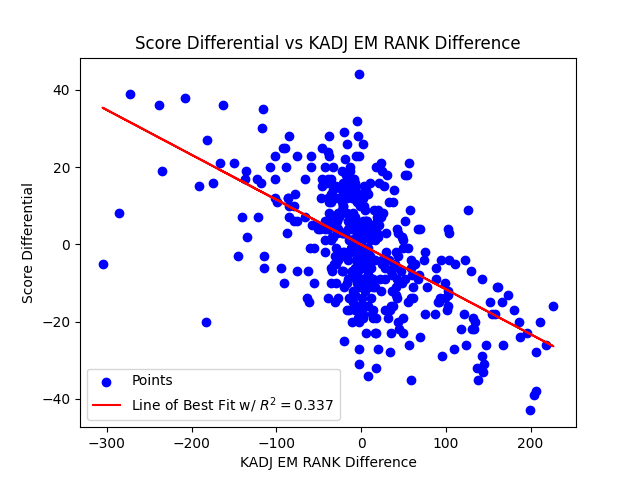 Score Differential vs KADJ EM RANK Difference
Score Differential
40
20
0
−20
−40
Points
Line of Best Fit w/ R² = 0.337
−300
−200
−100
0
100
200
KADJ EM RANK Difference